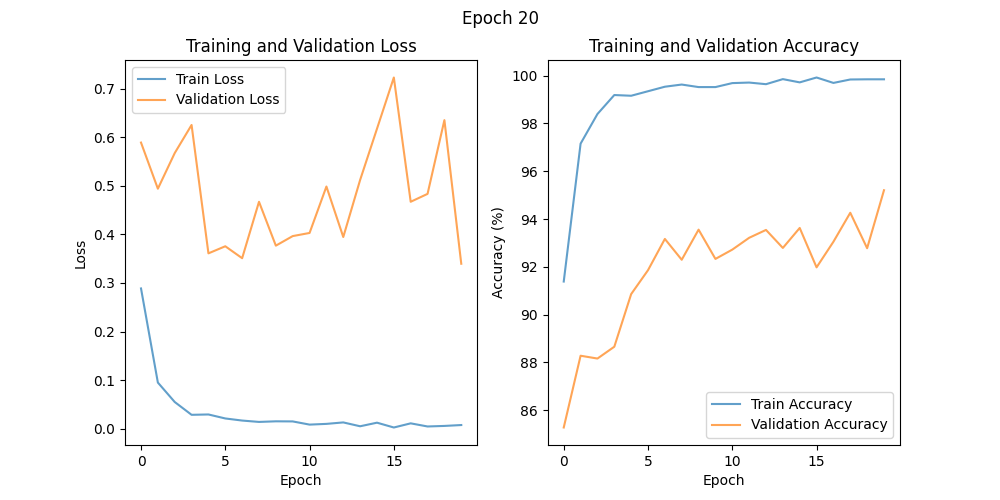 Epoch 20
Training and Validation Loss
Train Loss
Validation Loss
0.7
0.6
0.5
0.4
0.3
0.2
0.1
0.0
Loss
0
5
10
15
Epoch
Training and Validation Accuracy
100
98
96
94
92
90
88
86
Accuracy (%)
Train Accuracy
Validation Accuracy
0
5
10
15
Epoch